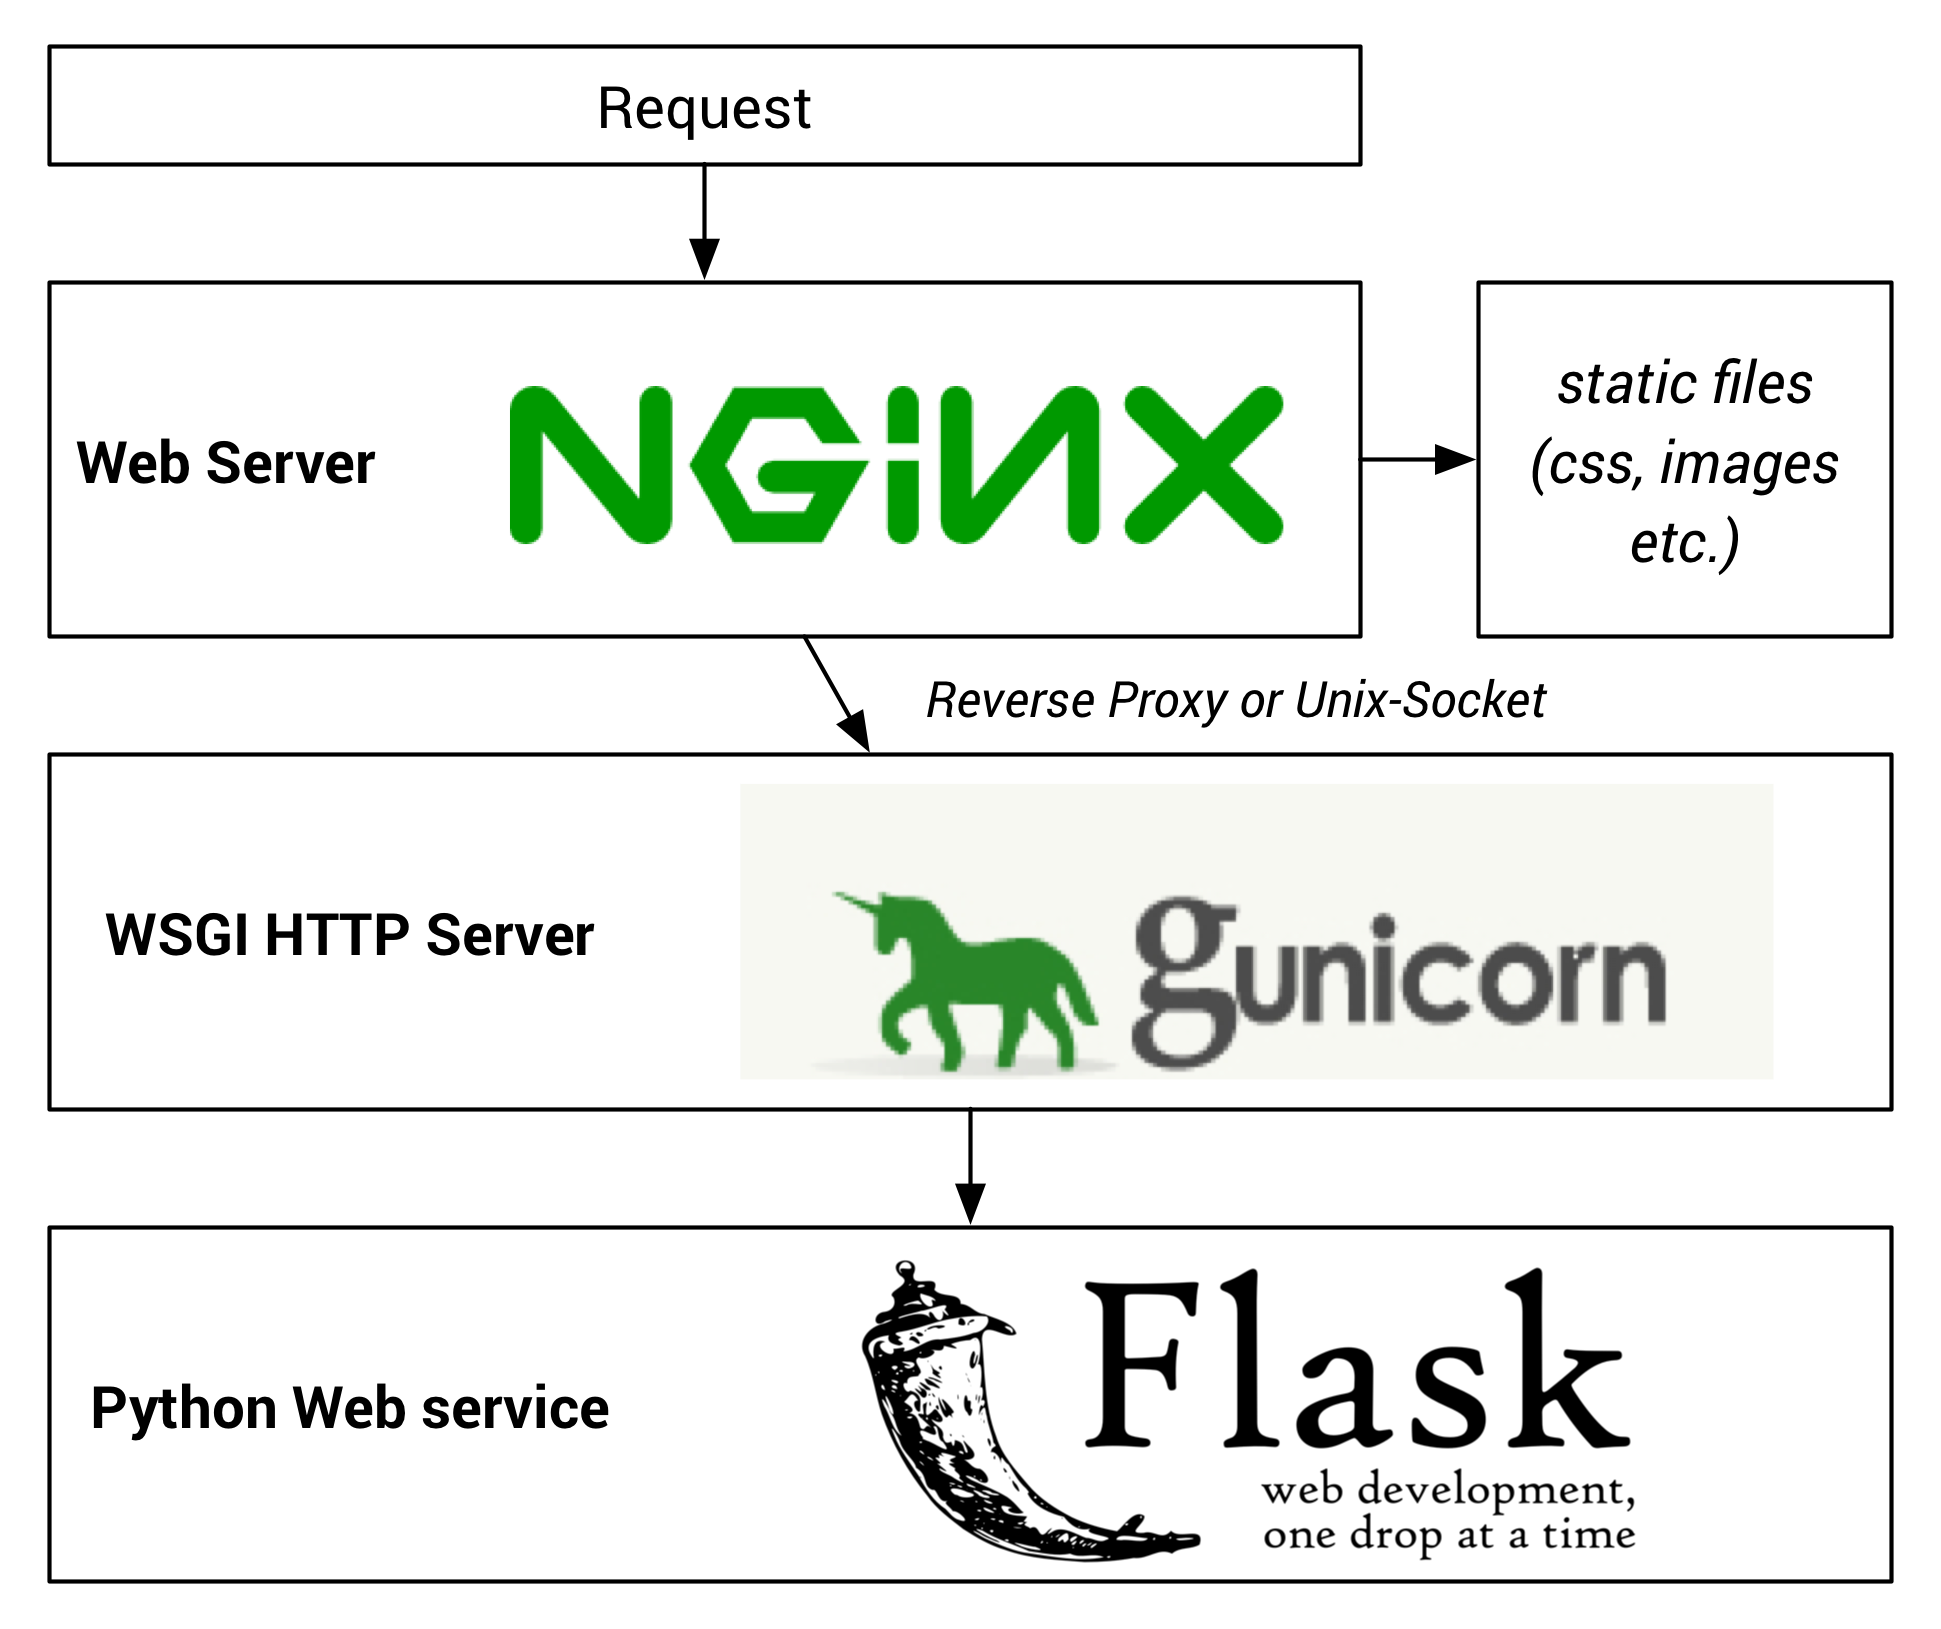 Request
Web Server
NGiNX
static files
(css, images
etc.)
Reverse Proxy or Unix-Socket
WSGI HTTP Server
gunicorn
Python Web service
Flask
web development,
one drop at a time